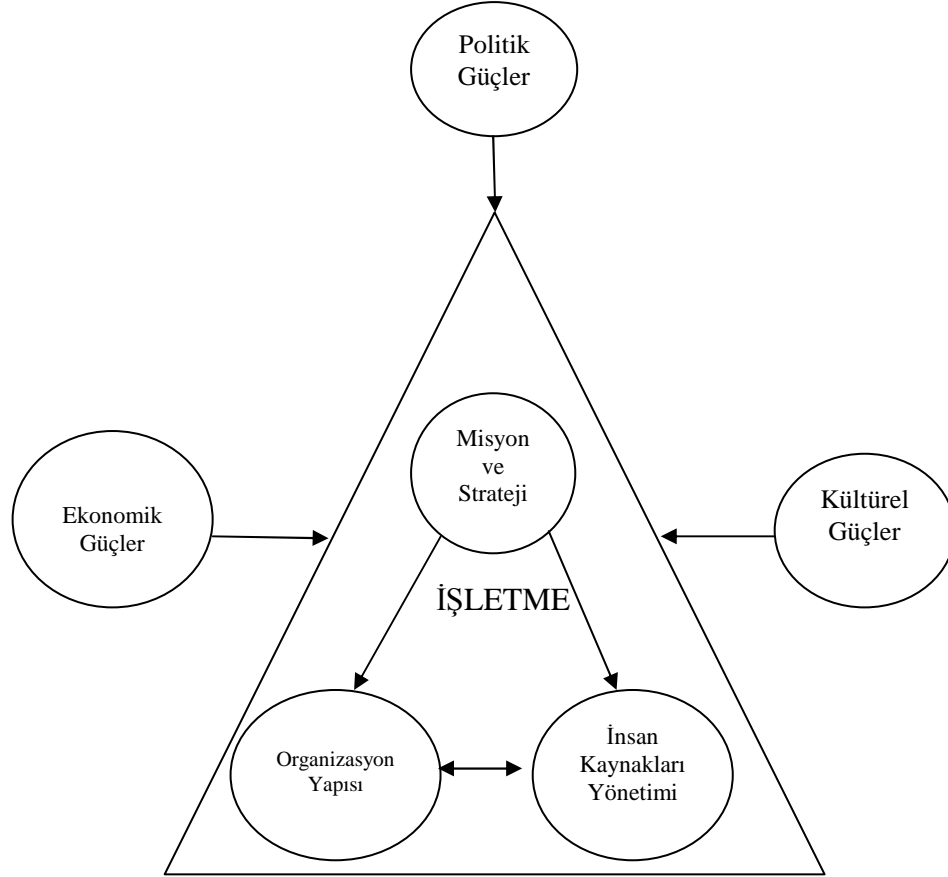 Politik
Güçler
Misyon
ve
Strateji
Ekonomik
Güçler
Kültürel
Güçler
İŞLETME
Organizasyon
Yapısı
İnsan
Kaynakları
Yönetimi